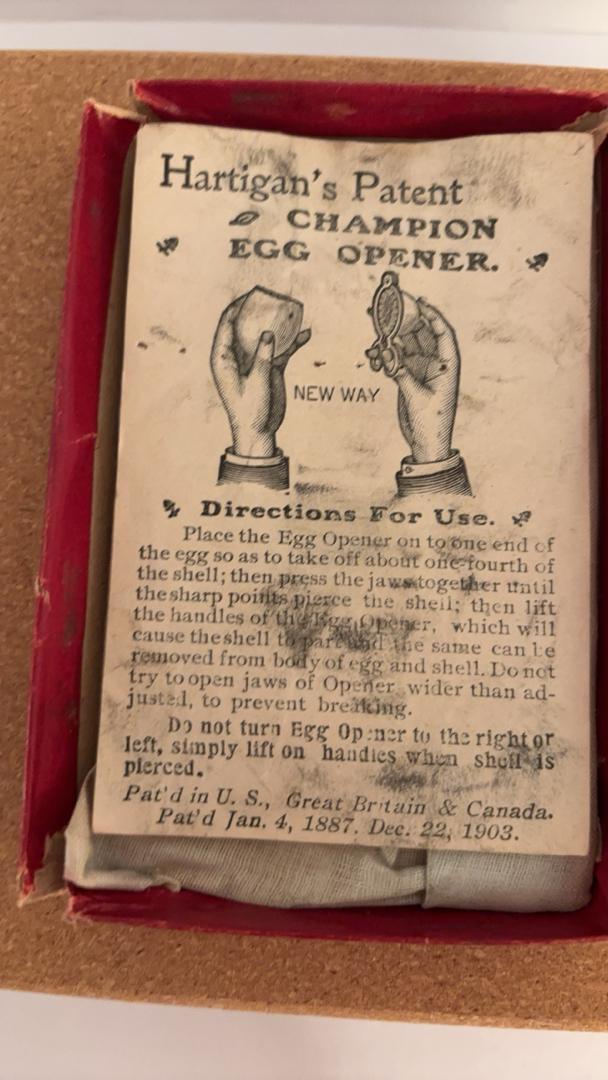 Hartigan's Patent
CHAMPION
EGG OPENER.
NEW WAY
Directions For Use.
Place the Egg Opener on to one end of
the egg so as to take off about one-fourth of
the shell; then press the jaws together until
the sharp points pierce the shell; then lift
the handles of the Egg Opener, which will
cause the shell to part and the same can be
removed from body of egg and shell. Do not
try to open jaws of Opener wider than ad-
justed, to prevent breaking.
Do not turn Egg Opener to the right or
left, simply lift on handles when shell is
pierced.
Pat'd in U. S., Great Britain & Canada.
Pat'd Jan. 4, 1887. Dec. 22, 1903.